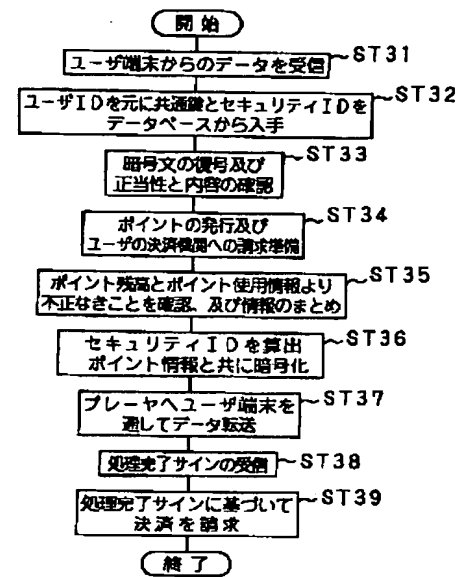 開始
ユーザ端末からのデータを受信
ST31
ユーザIDを元に共通鍵とセキュリティIDを
データベースから入手
ST32
暗号文の復号及び
正当性と内容の確認
ST33
ポイントの発行及び
ユーザの決済機関への請求準備
ST34
ポイント残高とポイント使用情報より
不正なきことを確認、及び情報のまとめ
ST35
セキュリティIDを算出
ポイント情報と共に暗号化
ST36
プレーヤへユーザ端末を
通してデータ転送
ST37
処理完了サインの受信
ST38
処理完了サインに基づいて
決済を請求
ST39
終了